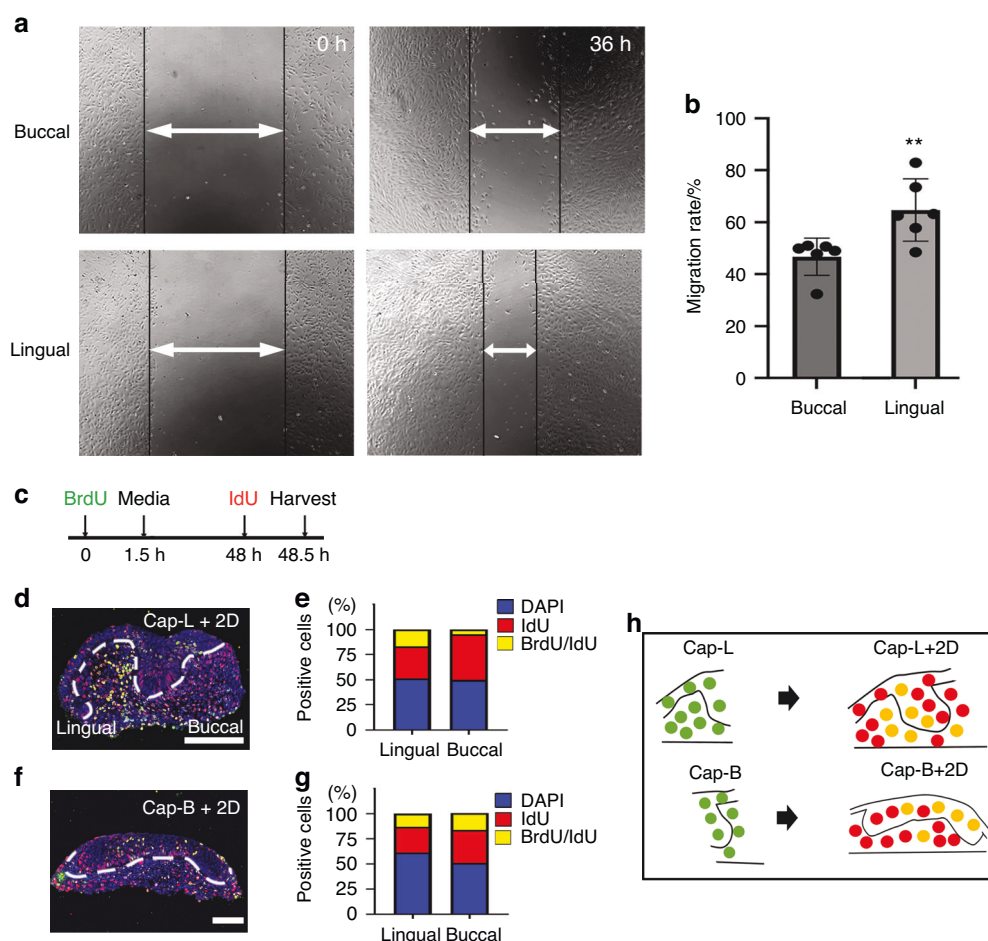 a
0 h
36 h
Buccal
Lingual
b
Migration rate/%
100
80
60
40
20
0
**
Buccal
Lingual
c
BrdU Media IdU Harvest
0 1.5 h 48 h 48.5 h
d
Cap-L + 2D
Lingual
Buccal
e
(%)
Positive cells
100
75
50
25
0
DAPI
IdU
BrdU/IdU
Lingual Buccal
f
Cap-B + 2D
g
(%)
Positive cells
100
75
50
25
0
DAPI
IdU
BrdU/IdU
Lingual Buccal
h
Cap-L
Cap-L+2D
Cap-B
Cap-B+2D